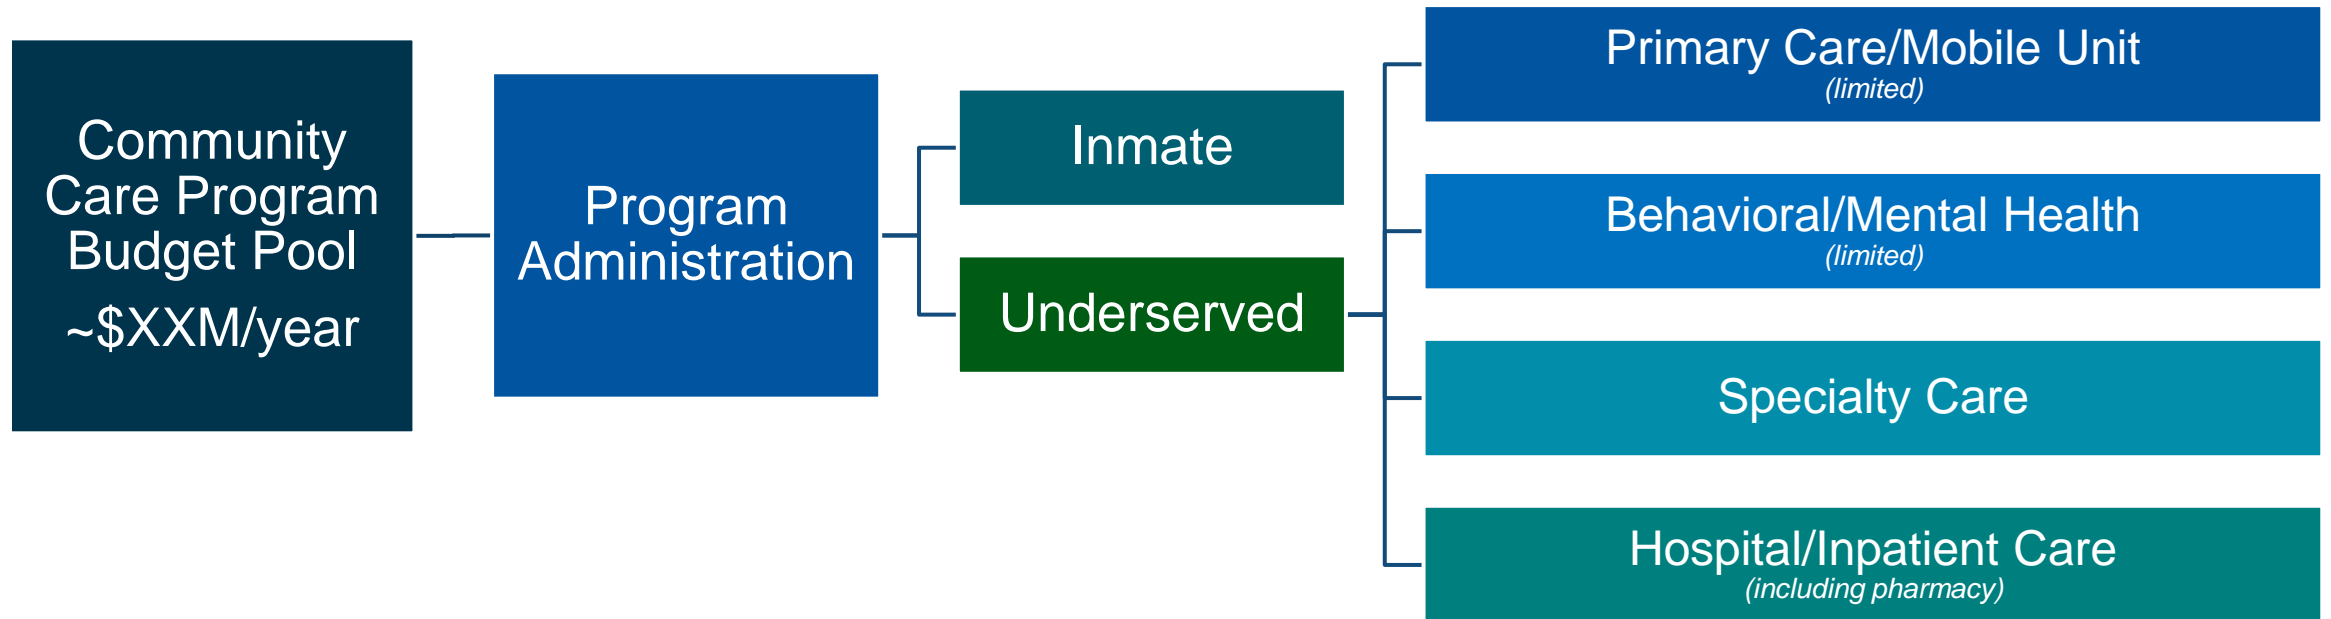 Community
Care Program
Budget Pool
~$XXM/year
Program
Administration
Inmate
Underserved
Primary Care/Mobile Unit
(limited)
Behavioral/Mental Health
(limited)
Specialty Care
Hospital/Inpatient Care
(including pharmacy)